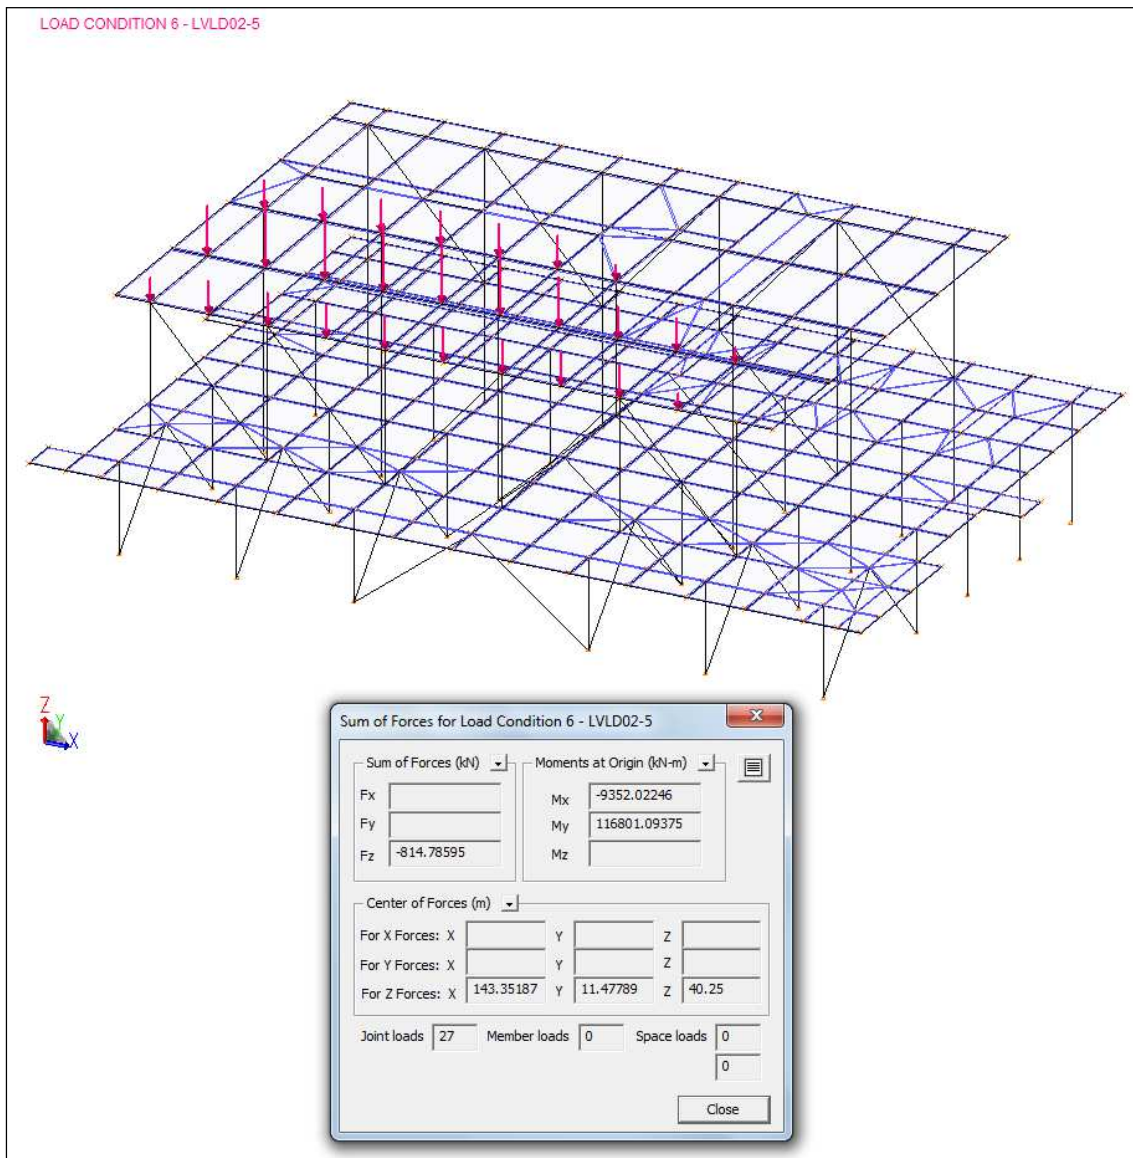 LOAD CONDITION 6 - LVLD02-5
Z
Y
X
Sum of Forces for Load Condition 6 - LVLD02-5
Sum of Forces (kN)
Fx
Fy
Fz -814.78595
Moments at Origin (kN-m)
Mx -9352.02246
My 116801.09375
Mz
Center of Forces (m)
For X Forces: X Y Z
For Y Forces: X Y Z
For Z Forces: X 143.35187 Y 11.47789 Z 40.25
Joint loads 27 Member loads 0 Space loads 0
0
Close